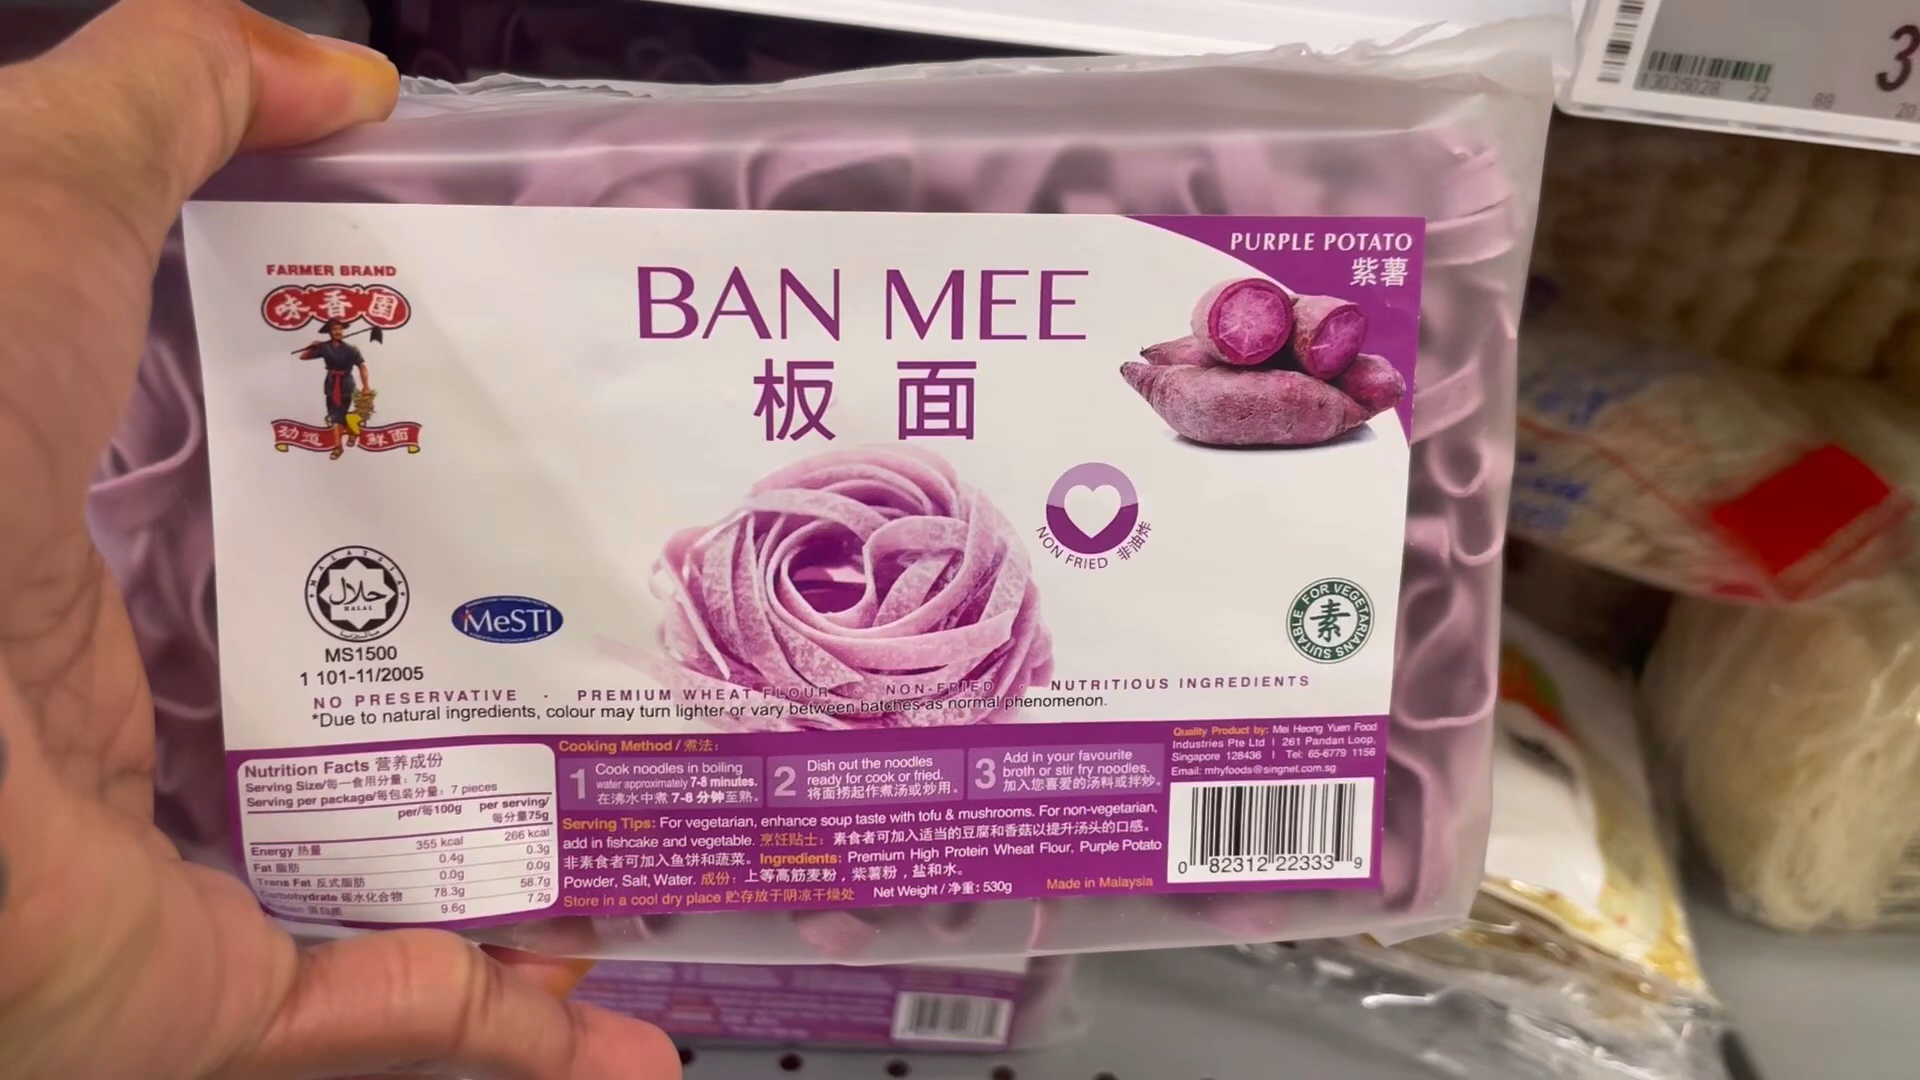 3
13035028 22 88
PURPLE POTATO
紫薯
FARMER BRAND
味香園
劲道 鲜面
BAN MEE
板面
NON FRIED 非油炸
SUITABLE FOR VEGETARIANS
素
MALAYSIA
حلال
HALAL
MeSTI
MS1500
1 101-11/2005
NO PRESERVATIVE · PREMIUM WHEAT FLOUR · NON-FRIED · NUTRITIOUS INGREDIENTS
*Due to natural ingredients, colour may turn lighter or vary between batches as normal phenomenon.
Nutrition Facts 营养成份
Serving Size/每一食用分量：75g
Serving per package/每包装分量：7 pieces
per/每100g per serving/每分量75g
Energy 热量 355 kcal 266 kcal
Fat 脂肪 0.4g 0.3g
Trans Fat 反式脂肪 0.0g 0.0g
Carbohydrate 碳水化合物 78.3g 58.7g
Protein 蛋白质 9.6g 7.2g
Cooking Method / 煮法：
1 Cook noodles in boiling
water approximately 7-8 minutes.
在沸水中煮 7-8 分钟至熟。
2 Dish out the noodles
ready for cook or fried.
将面捞起作煮汤或炒用。
3 Add in your favourite
broth or stir fry noodles.
加入您喜爱的汤料或拌炒。
Serving Tips: For vegetarian, enhance soup taste with tofu & mushrooms. For non-vegetarian,
add in fishcake and vegetable. 烹饪贴士：素食者可加入适当的豆腐和香菇以提升汤头的口感。
非素食者可加入鱼饼和蔬菜。Ingredients: Premium High Protein Wheat Flour, Purple Potato
Powder, Salt, Water. 成份：上等高筋麦粉，紫薯粉，盐和水。
Store in a cool dry place 贮存放于阴凉干燥处 Net Weight / 净重: 530g Made in Malaysia
Quality Product by: Mei Heong Yuen Food
Industries Pte Ltd | 261 Pandan Loop,
Singapore 128436 | Tel: 65-6779 1156
Email: mhyfoods@singnet.com.sg
0 82312 22333 9